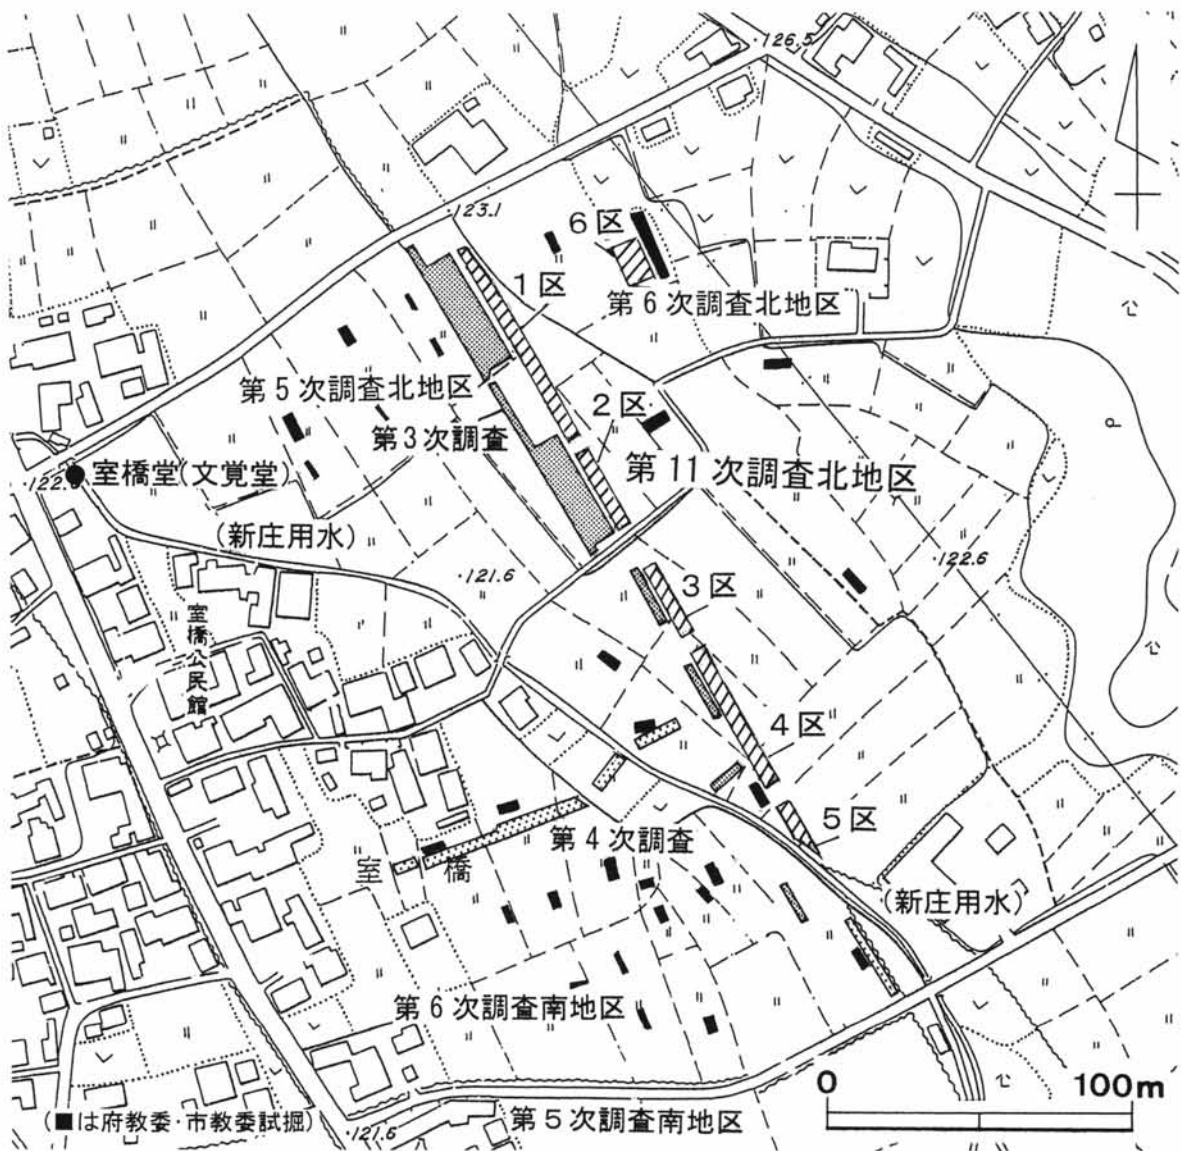 ・126.5
・123.1
6区
1区
第6次調査北地区
第5次調査北地区
2区
第3次調査
第11次調査北地区
室橋堂(文覚堂)
(新庄用水)
・121.6
・122.6
3区
室橋公民館
4区
5区
第4次調査
室橋
(新庄用水)
第6次調査南地区
0 100m
(■は府教委・市教委試掘)
・121.6
第5次調査南地区